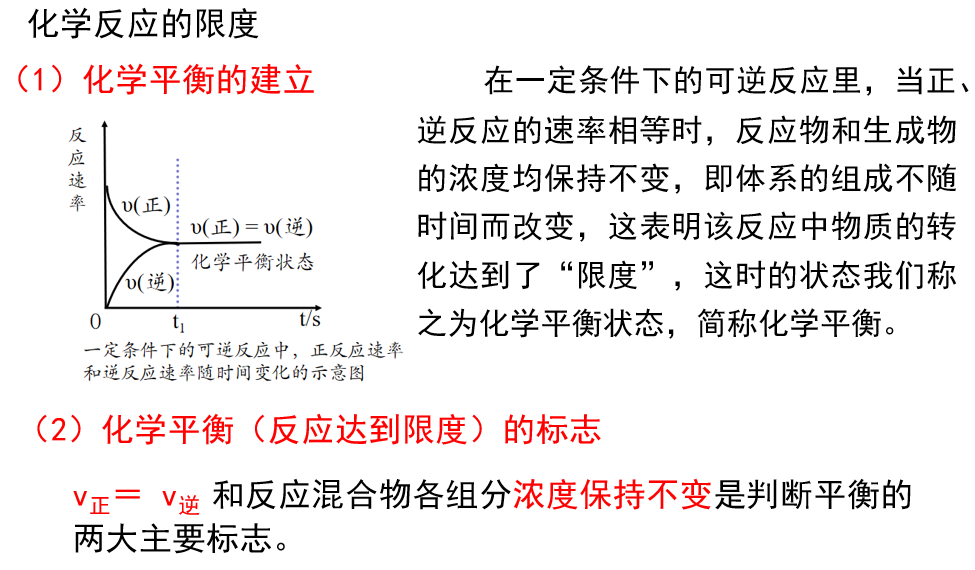 化学反应的限度
（1）化学平衡的建立
反应速率
υ(正)
υ(正) = υ(逆)
化学平衡状态
υ(逆)
0
t1
t/s
一定条件下的可逆反应中，正反应速率
和逆反应速率随时间变化的示意图
在一定条件下的可逆反应里，当正、
逆反应的速率相等时，反应物和生成物
的浓度均保持不变，即体系的组成不随
时间而改变，这表明该反应中物质的转
化达到了“限度”，这时的状态我们称
之为化学平衡状态，简称化学平衡。
（2）化学平衡（反应达到限度）的标志
v正＝ v逆 和反应混合物各组分浓度保持不变是判断平衡的
两大主要标志。